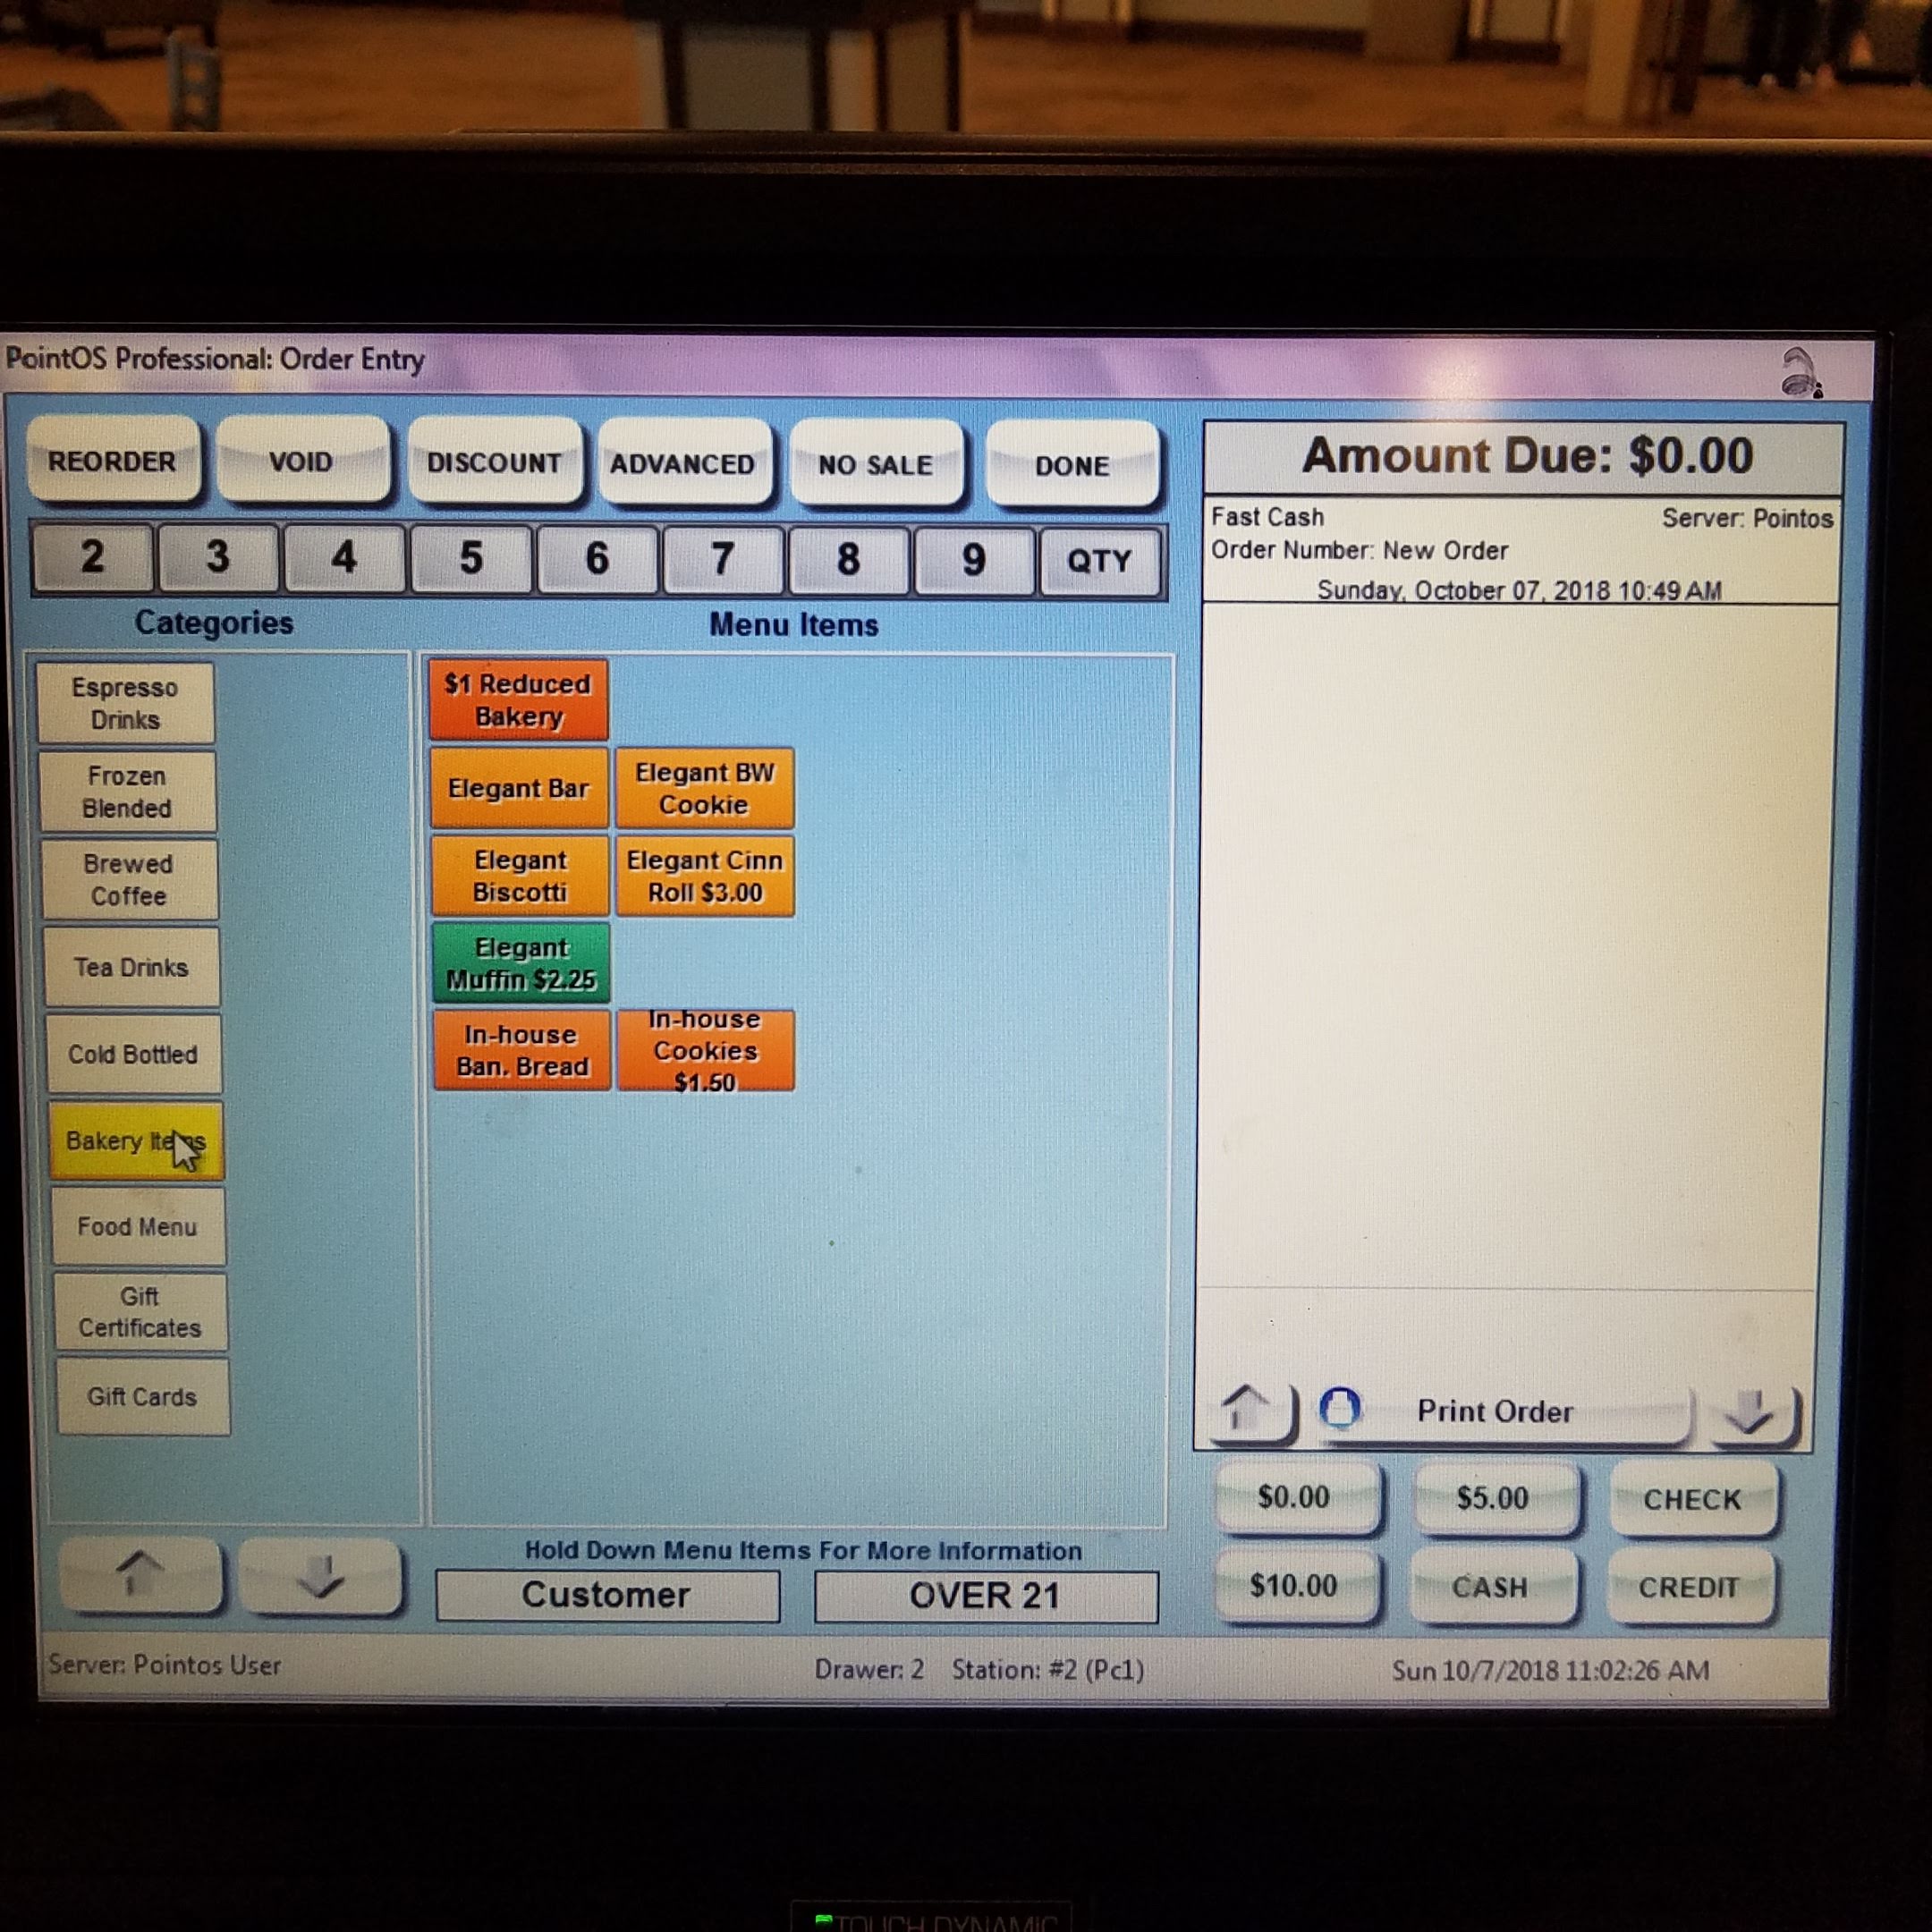 PointOS Professional: Order Entry
REORDER
VOID
DISCOUNT
ADVANCED
NO SALE
DONE
2
3
4
5
6
7
8
9
QTY
Categories
Espresso
Drinks
Frozen
Blended
Brewed
Coffee
Tea Drinks
Cold Bottled
Bakery Items
Food Menu
Gift
Certificates
Gift Cards
Menu Items
$1 Reduced
Bakery
Elegant Bar
Elegant BW
Cookie
Elegant
Biscotti
Elegant Cinn
Roll $3.00
Elegant
Muffin $2.25
In-house
Ban. Bread
In-house
Cookies
$1.50
Hold Down Menu Items For More Information
Customer
OVER 21
Amount Due: $0.00
Fast Cash
Server: Pointos
Order Number: New Order
Sunday, October 07, 2018 10:49 AM
Print Order
$0.00
$5.00
CHECK
$10.00
CASH
CREDIT
Server: Pointos User
Drawer: 2
Station: #2 (Pc1)
Sun 10/7/2018 11:02:26 AM
TOUCH DYNAMIC